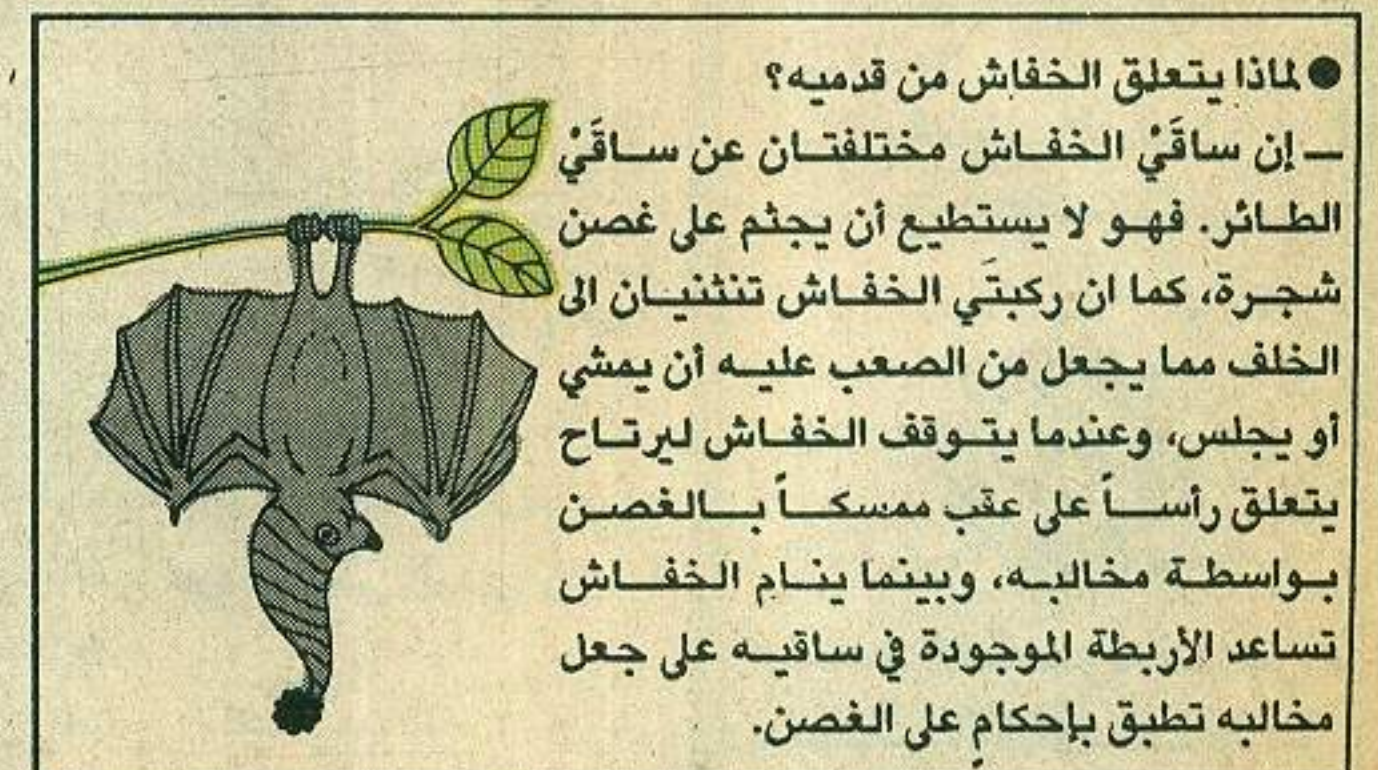 ● لماذا يتعلق الخفاش من قدميه؟
— إن ساقَيْ الخفاش مختلفتان عن ساقَيْ
الطائر. فهو لا يستطيع أن يجثم على غصن
شجرة، كما ان ركبتَي الخفاش تنثنيان الى
الخلف مما يجعل من الصعب عليه أن يمشي
أو يجلس، وعندما يتوقف الخفاش ليرتاح
يتعلق رأساً على عقب ممسكاً بالغصن
بواسطة مخالبه، وبينما ينام الخفاش
تساعد الأربطة الموجودة في ساقيه على جعل
مخالبه تطبق بإحكامٍ على الغصن.